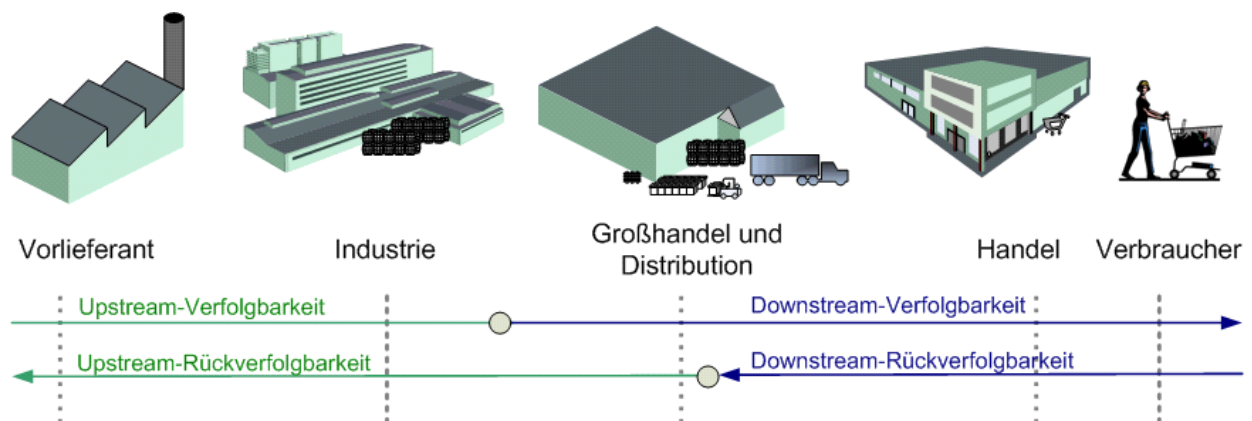 Vorlieferant
Industrie
Großhandel und
Distribution
Handel
Verbraucher
Upstream-Verfolgbarkeit
Downstream-Verfolgbarkeit
Upstream-Rückverfolgbarkeit
Downstream-Rückverfolgbarkeit